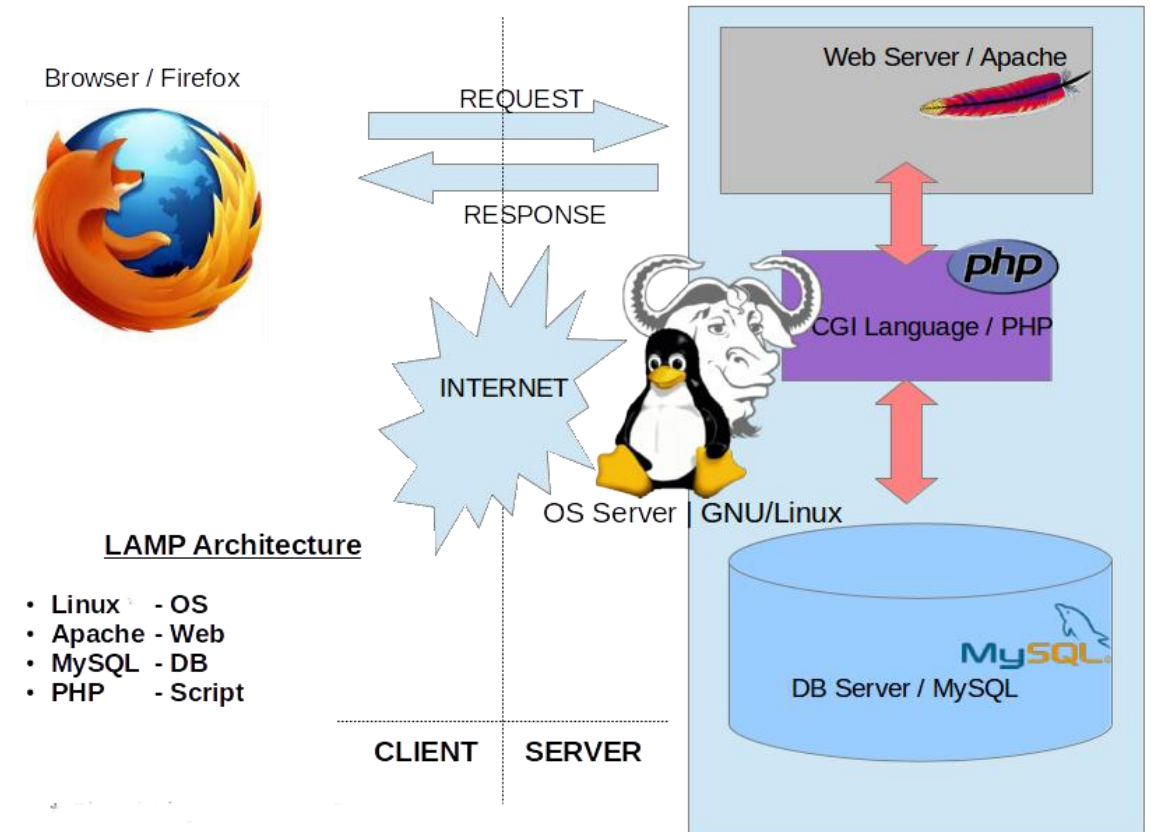 Browser / Firefox
REQUEST
RESPONSE
INTERNET
Web Server / Apache
php
CGI Language / PHP
OS Server | GNU/Linux
MySQL
DB Server / MySQL
LAMP Architecture
• Linux - OS
• Apache - Web
• MySQL - DB
• PHP - Script
CLIENT SERVER